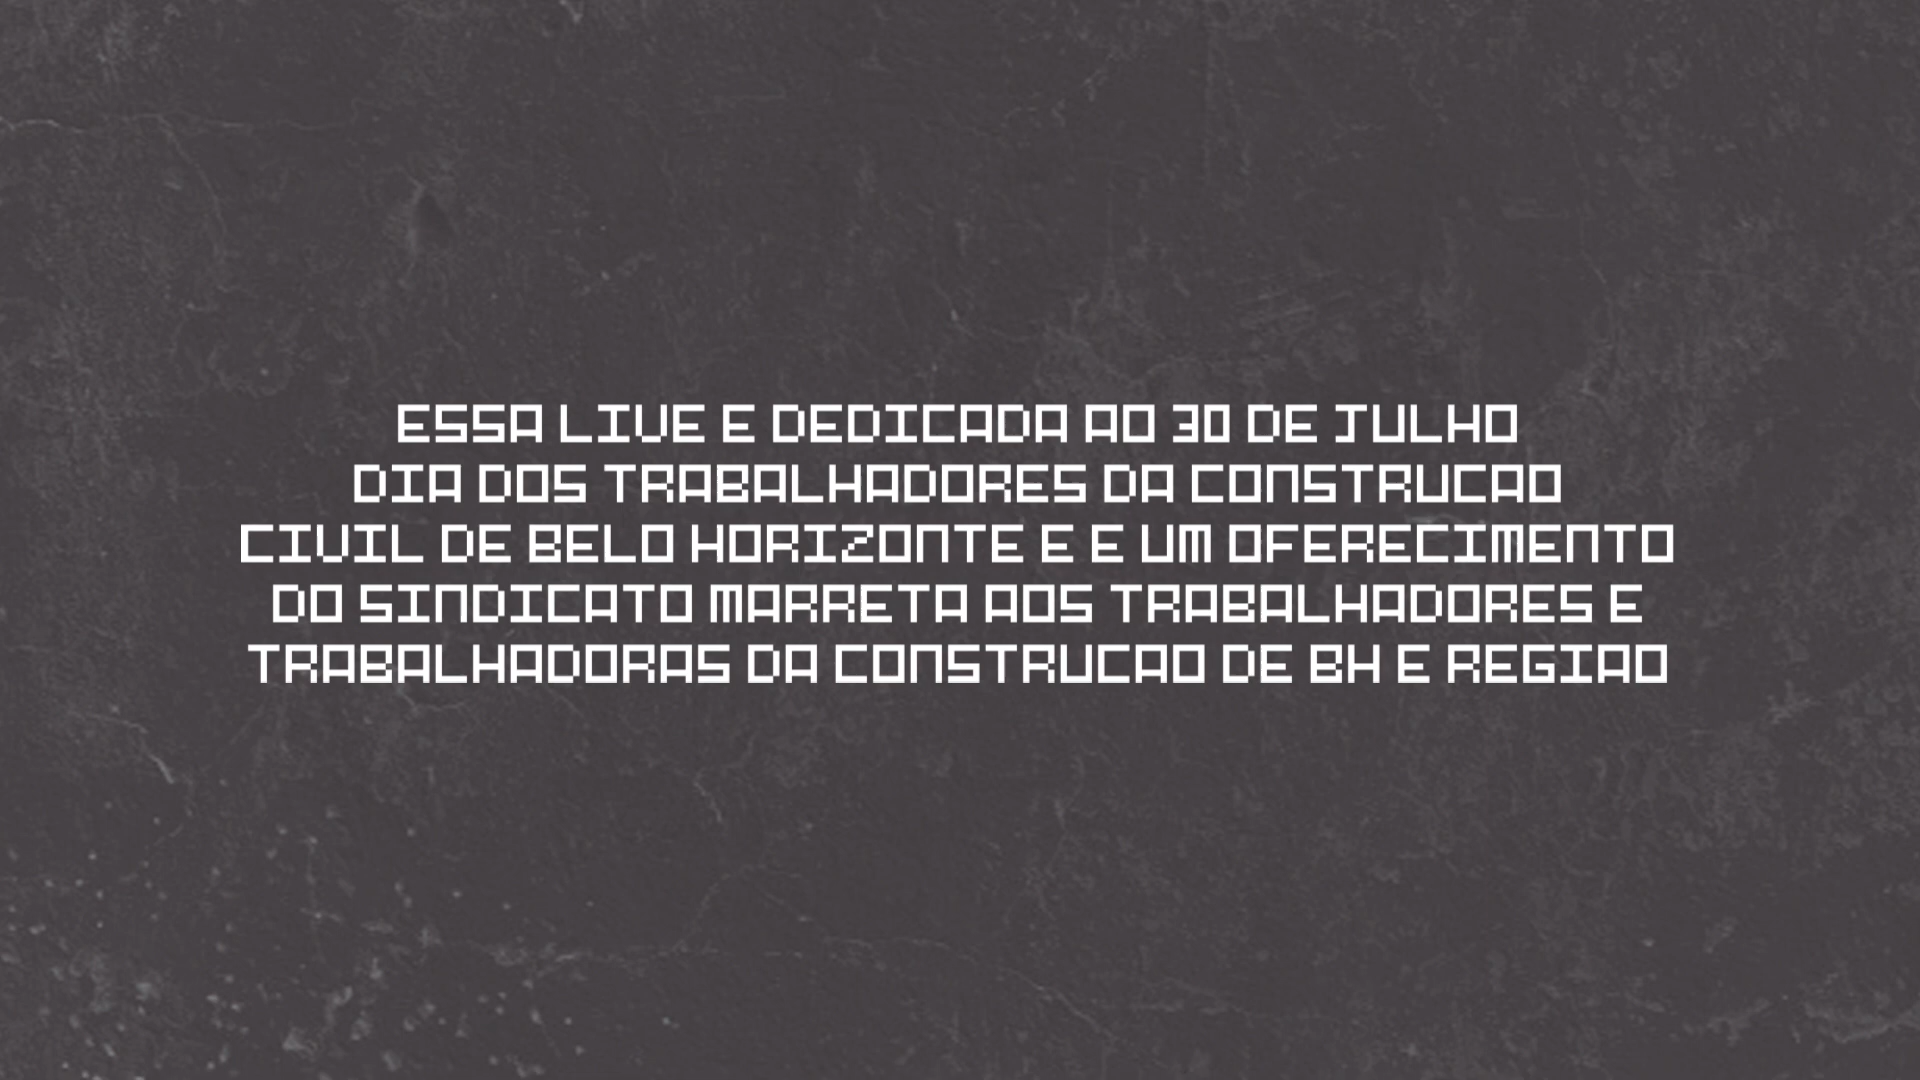 ESSA LIVE E DEDICADA AO 30 DE JULHO
DIA DOS TRABALHADORES DA CONSTRUCAO
CIVIL DE BELO HORIZONTE E E UM OFERECIMENTO
DO SINDICATO MARRETA AOS TRABALHADORES E
TRABALHADORAS DA CONSTRUCAO DE BH E REGIAO